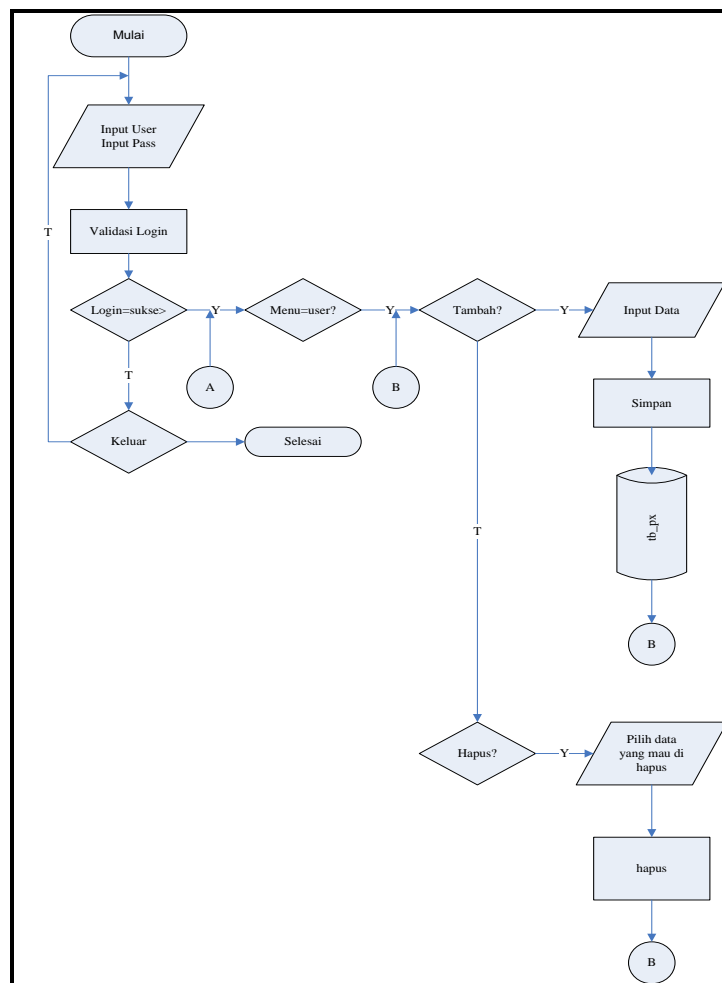 Mulai
Input User
Input Pass
T
Validasi Login
Login=sukse>
Y
Menu=user?
Y
Tambah?
Y
Input Data
T
A
B
Simpan
Keluar
Selesai
tb_px
T
B
Hapus?
Y
Pilih data
yang mau di
hapus
hapus
B